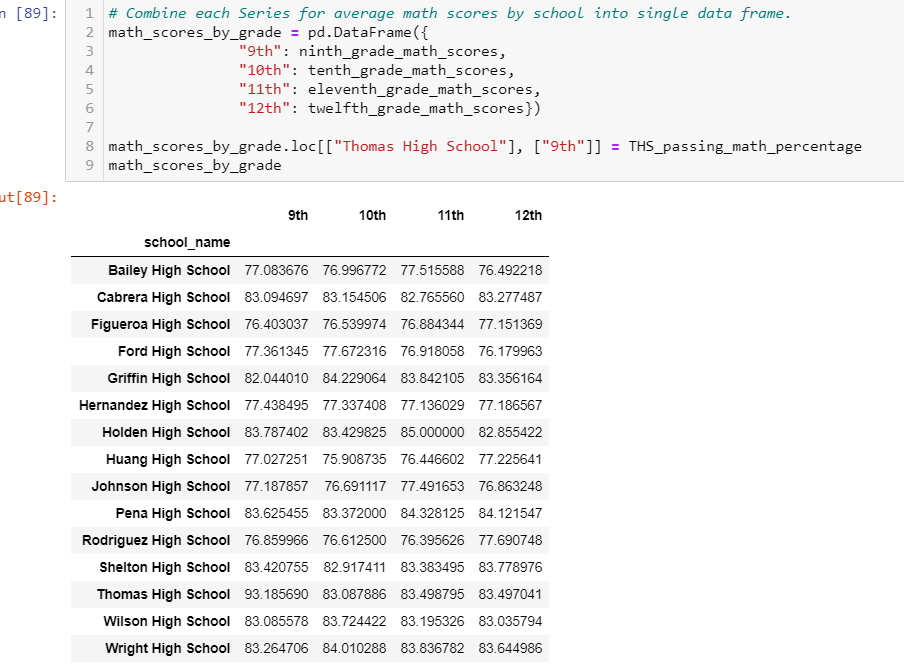 n [89]:
1 # Combine each Series for average math scores by school into single data frame.
2 math_scores_by_grade = pd.DataFrame({
3 "9th": ninth_grade_math_scores,
4 "10th": tenth_grade_math_scores,
5 "11th": eleventh_grade_math_scores,
6 "12th": twelfth_grade_math_scores})
7
8 math_scores_by_grade.loc[["Thomas High School"], ["9th"]] = THS_passing_math_percentage
9 math_scores_by_grade
ut[89]:
9th 10th 11th 12th
school_name
Bailey High School 77.083676 76.996772 77.515588 76.492218
Cabrera High School 83.094697 83.154506 82.765560 83.277487
Figueroa High School 76.403037 76.539974 76.884344 77.151369
Ford High School 77.361345 77.672316 76.918058 76.179963
Griffin High School 82.044010 84.229064 83.842105 83.356164
Hernandez High School 77.438495 77.337408 77.136029 77.186567
Holden High School 83.787402 83.429825 85.000000 82.855422
Huang High School 77.027251 75.908735 76.446602 77.225641
Johnson High School 77.187857 76.691117 77.491653 76.863248
Pena High School 83.625455 83.372000 84.328125 84.121547
Rodriguez High School 76.859966 76.612500 76.395626 77.690748
Shelton High School 83.420755 82.917411 83.383495 83.778976
Thomas High School 93.185690 83.087886 83.498795 83.497041
Wilson High School 83.085578 83.724422 83.195326 83.035794
Wright High School 83.264706 84.010288 83.836782 83.644986